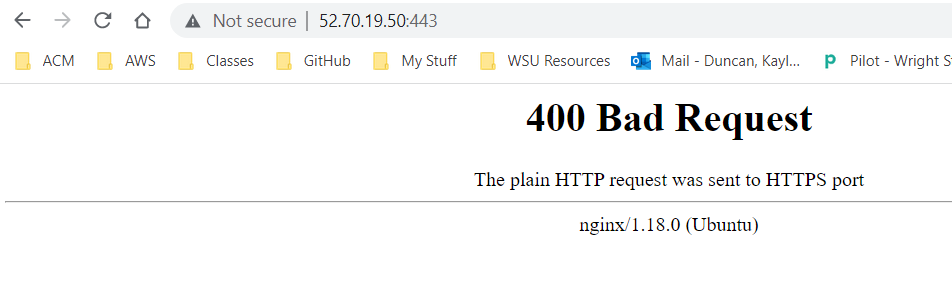 Not secure | 52.70.19.50:443
ACM AWS Classes GitHub My Stuff WSU Resources Mail - Duncan, Kayl... Pilot - Wright S
400 Bad Request
The plain HTTP request was sent to HTTPS port
nginx/1.18.0 (Ubuntu)